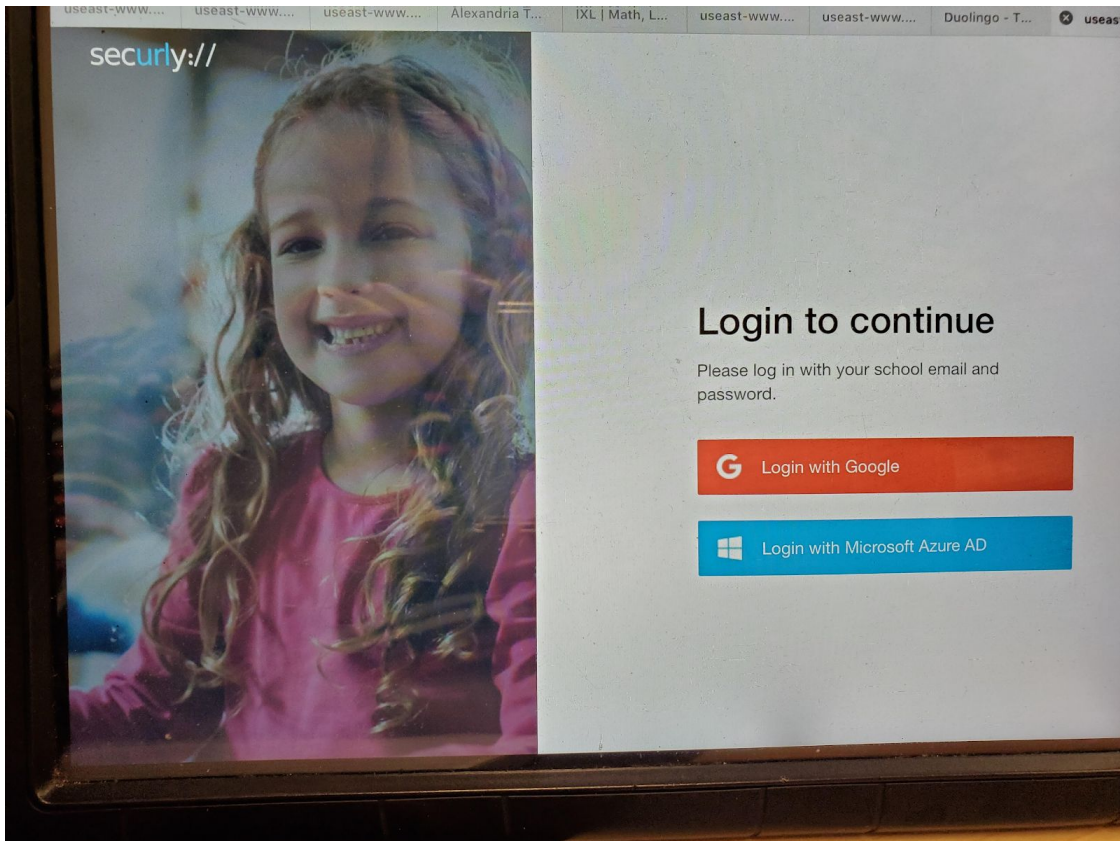 useast-www.... useast-www.... useast-www.... Alexandria T... IXL | Math, L... useast-www.... useast-www.... Duolingo - T... useas
securly://
Login to continue
Please log in with your school email and
password.
G Login with Google
Login with Microsoft Azure AD